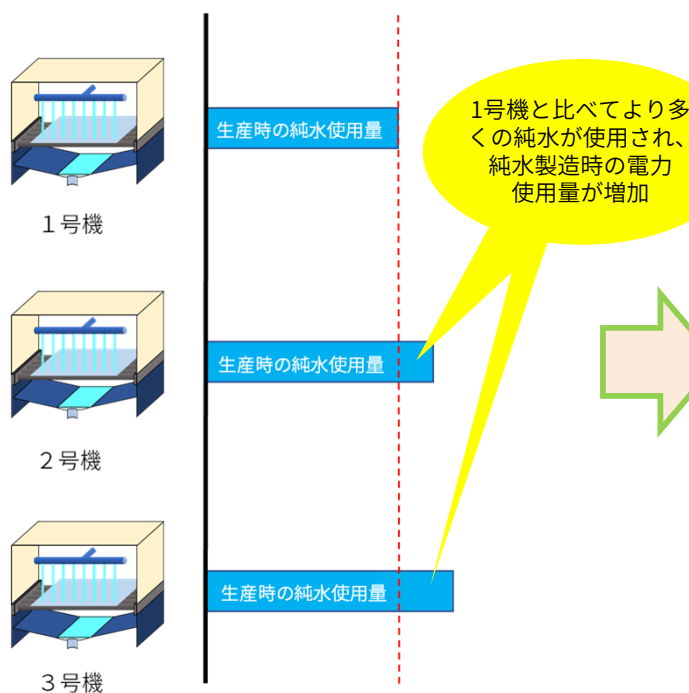 生産時の純水使用量
1号機と比べてより多
くの純水が使用され、
純水製造時の電力
使用量が増加
１号機
生産時の純水使用量
２号機
生産時の純水使用量
３号機